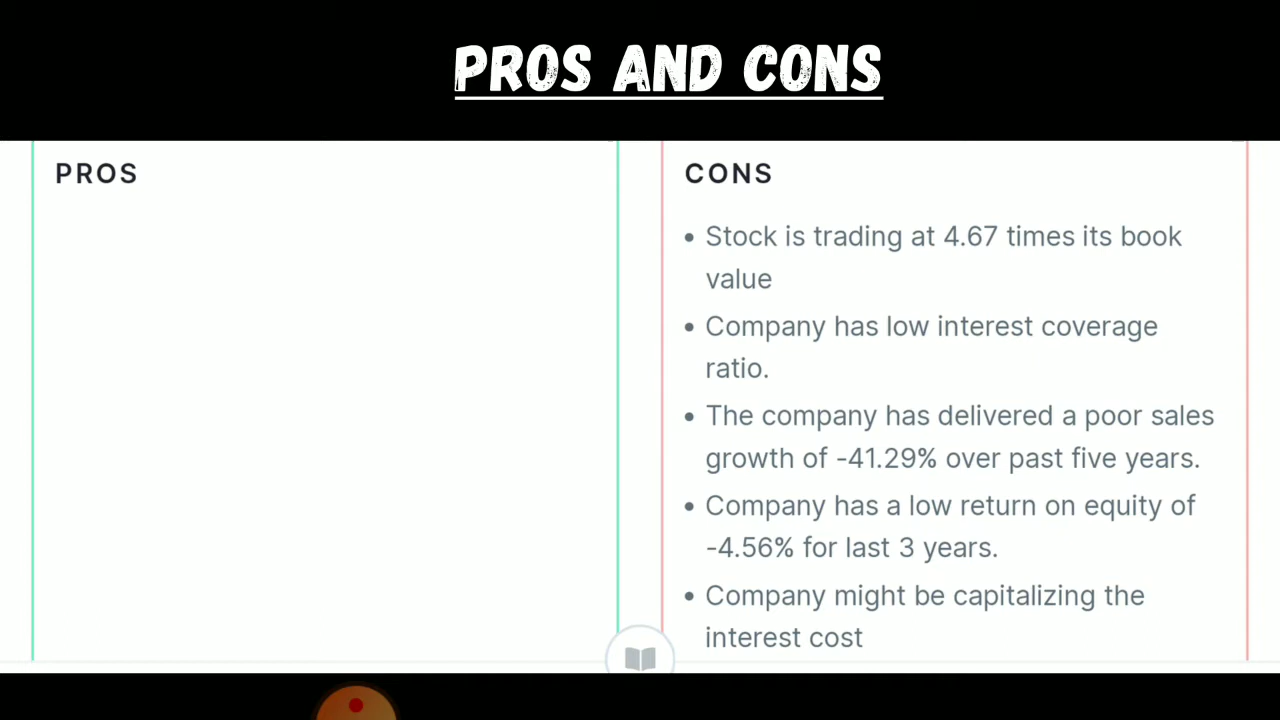 PROS AND CONS
PROS
CONS
• Stock is trading at 4.67 times its book
value
• Company has low interest coverage
ratio.
• The company has delivered a poor sales
growth of -41.29% over past five years.
• Company has a low return on equity of
-4.56% for last 3 years.
• Company might be capitalizing the
interest cost